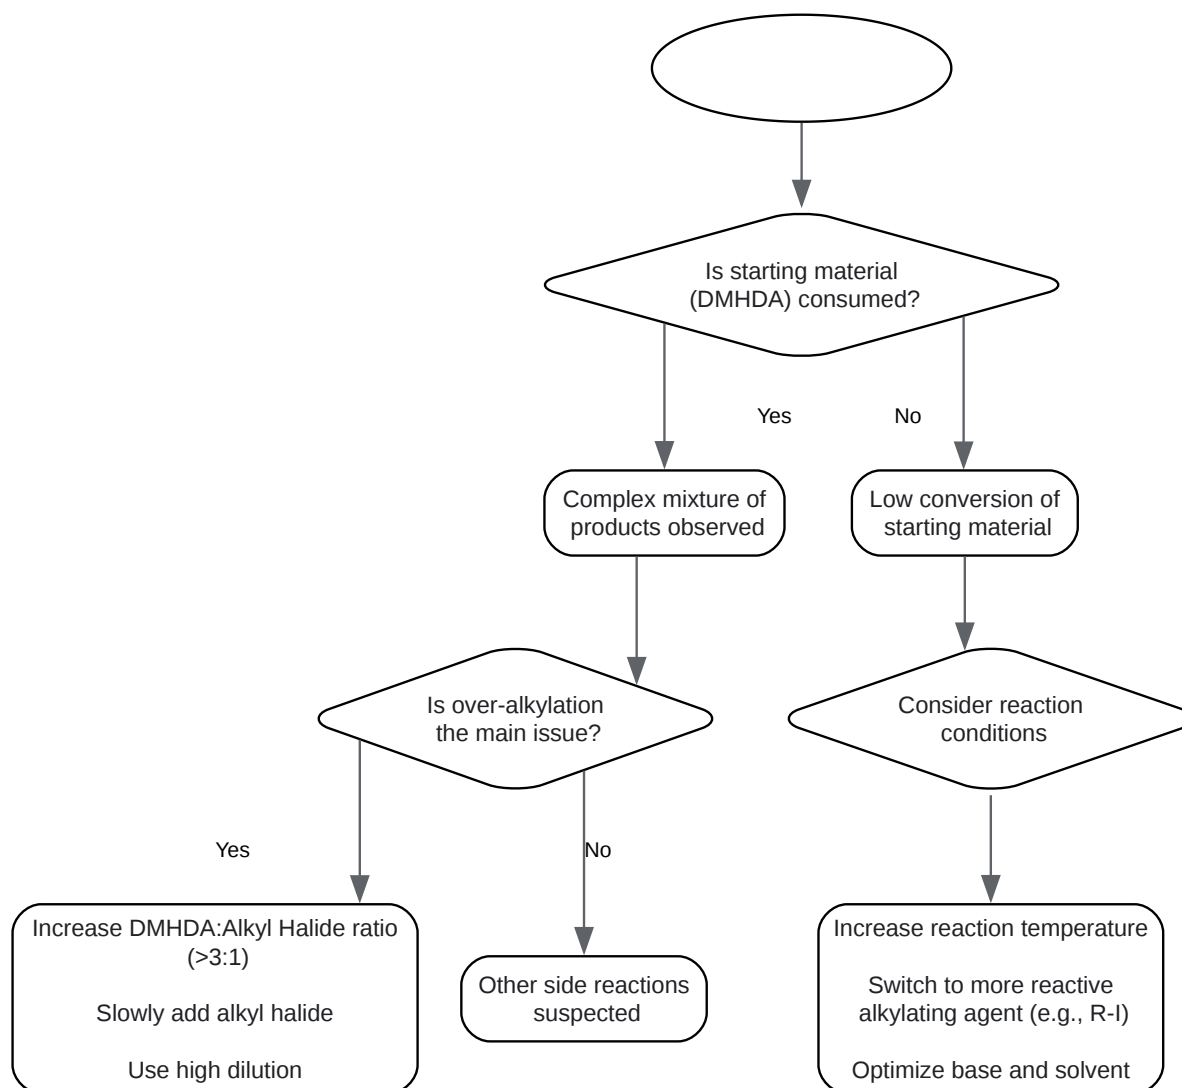 Is starting material
(DMHDA) consumed?
Yes
No
Complex mixture of
products observed
Low conversion of
starting material
Is over-alkylation
the main issue?
Consider reaction
conditions
Yes
No
Increase DMHDA:Alkyl Halide ratio
(>3:1)
Slowly add alkyl halide
Use high dilution
Other side reactions
suspected
Increase reaction temperature
Switch to more reactive
alkylating agent (e.g., R-I)
Optimize base and solvent